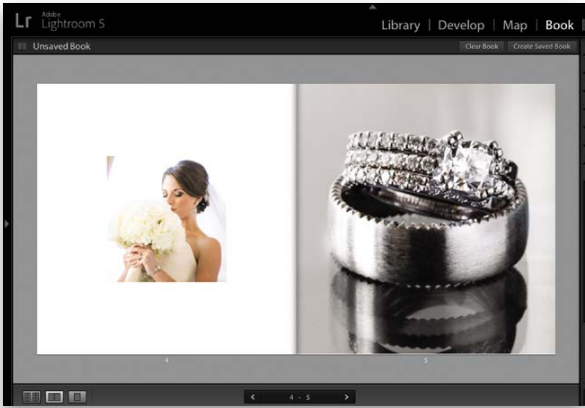 Lr Adobe
Lightroom 5
Library | Develop | Map | Book
Unsaved Book
Clear Book Create Saved Book
4 5
4 - 5